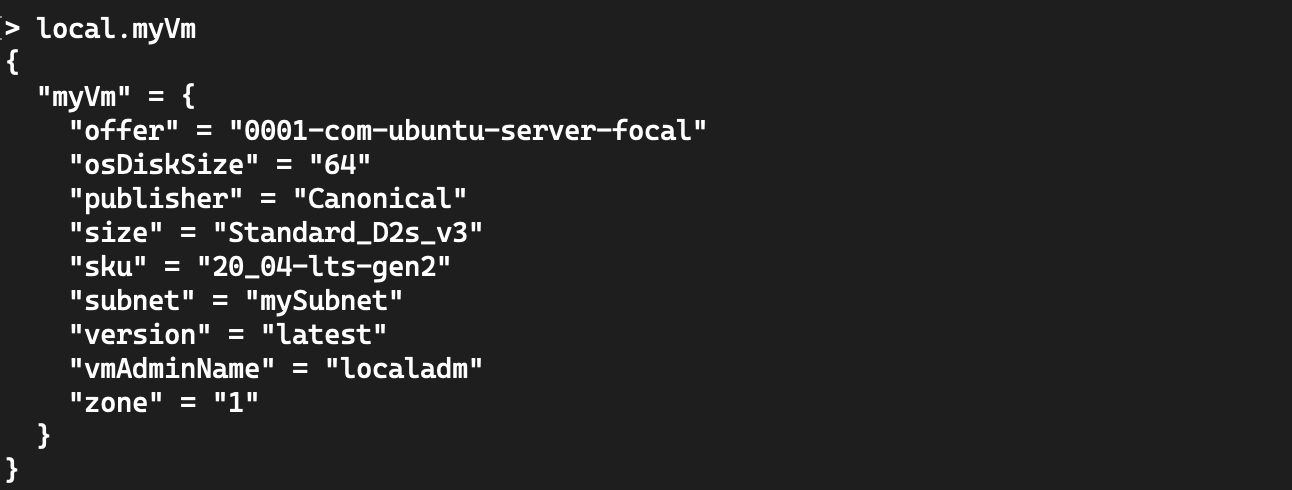 > local.myVm
{
  "myVm" = {
    "offer" = "0001-com-ubuntu-server-focal"
    "osDiskSize" = "64"
    "publisher" = "Canonical"
    "size" = "Standard_D2s_v3"
    "sku" = "20_04-lts-gen2"
    "subnet" = "mySubnet"
    "version" = "latest"
    "vmAdminName" = "localadm"
    "zone" = "1"
  }
}